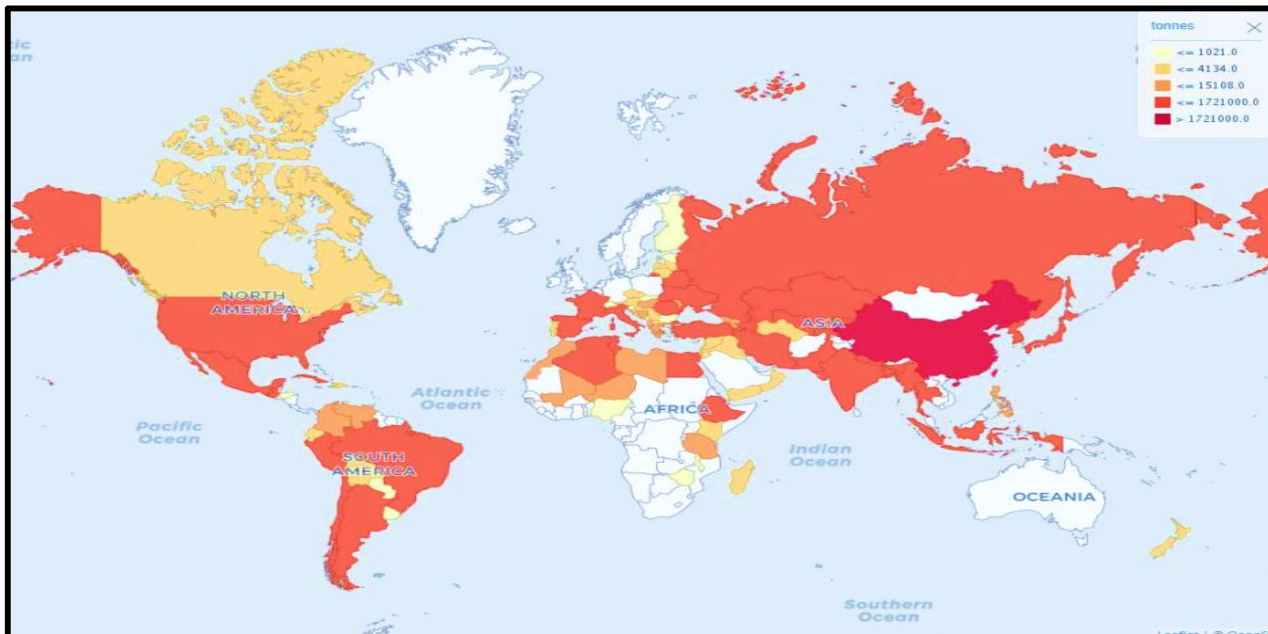 tonnes
<= 1021.0
<= 4134.0
<= 15108.0
<= 1721000.0
> 1721000.0
NORTH
AMERICA
ASIA
Atlantic
Ocean
AFRICA
Pacific
Ocean
Indian
Ocean
SOUTH
AMERICA
OCEANIA
Southern
Ocean